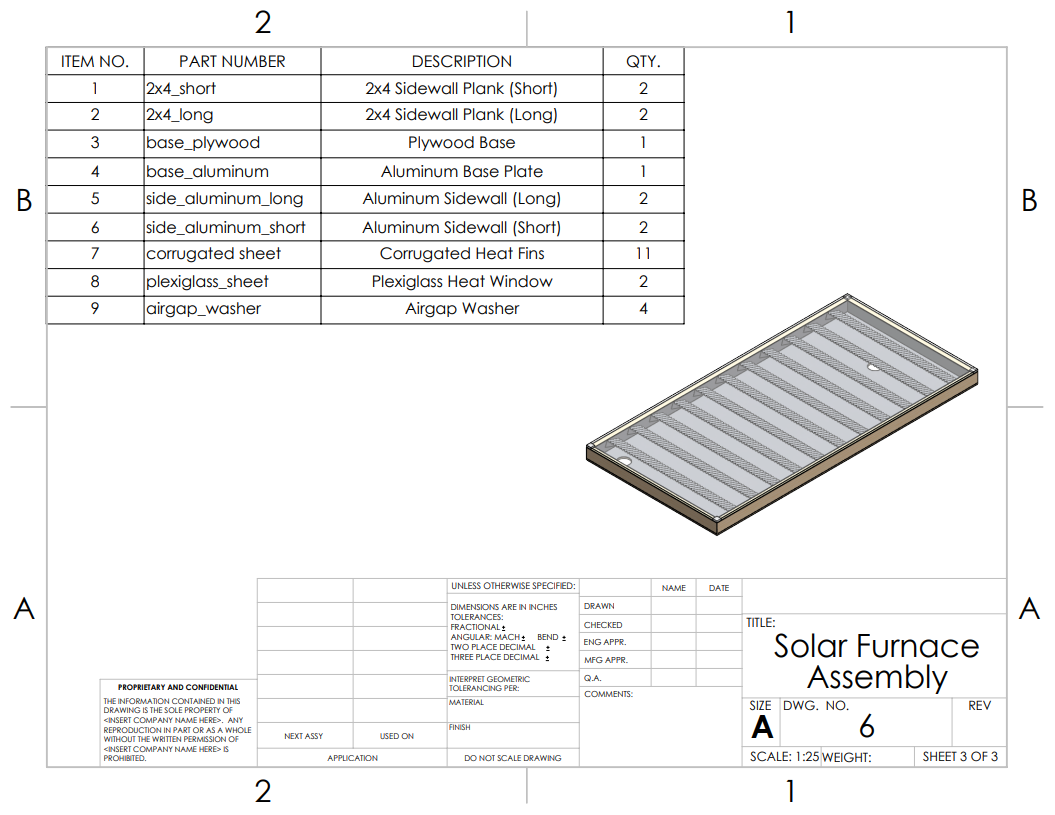 2 1
ITEM NO. PART NUMBER DESCRIPTION QTY.
1 2x4_short 2x4 Sidewall Plank (Short) 2
2 2x4_long 2x4 Sidewall Plank (Long) 2
3 base_plywood Plywood Base 1
4 base_aluminum Aluminum Base Plate 1
5 side_aluminum_long Aluminum Sidewall (Long) 2
6 side_aluminum_short Aluminum Sidewall (Short) 2
7 corrugated sheet Corrugated Heat Fins 11
8 plexiglass_sheet Plexiglass Heat Window 2
9 airgap_washer Airgap Washer 4
B B
A A
PROPRIETARY AND CONFIDENTIAL
THE INFORMATION CONTAINED IN THIS
DRAWING IS THE SOLE PROPERTY OF
<INSERT COMPANY NAME HERE>. ANY
REPRODUCTION IN PART OR AS A WHOLE
WITHOUT THE WRITTEN PERMISSION OF
<INSERT COMPANY NAME HERE> IS
PROHIBITED.
NEXT ASSY USED ON
APPLICATION
UNLESS OTHERWISE SPECIFIED:
DIMENSIONS ARE IN INCHES
TOLERANCES:
FRACTIONAL ±
ANGULAR: MACH ± BEND ±
TWO PLACE DECIMAL ±
THREE PLACE DECIMAL ±
INTERPRET GEOMETRIC
TOLERANCING PER:
MATERIAL
FINISH
DO NOT SCALE DRAWING
NAME DATE
DRAWN
CHECKED
ENG APPR.
MFG APPR.
Q.A.
COMMENTS:
TITLE:
Solar Furnace
Assembly
SIZE DWG. NO. REV
A 6
SCALE: 1:25 WEIGHT: SHEET 3 OF 3
2 1